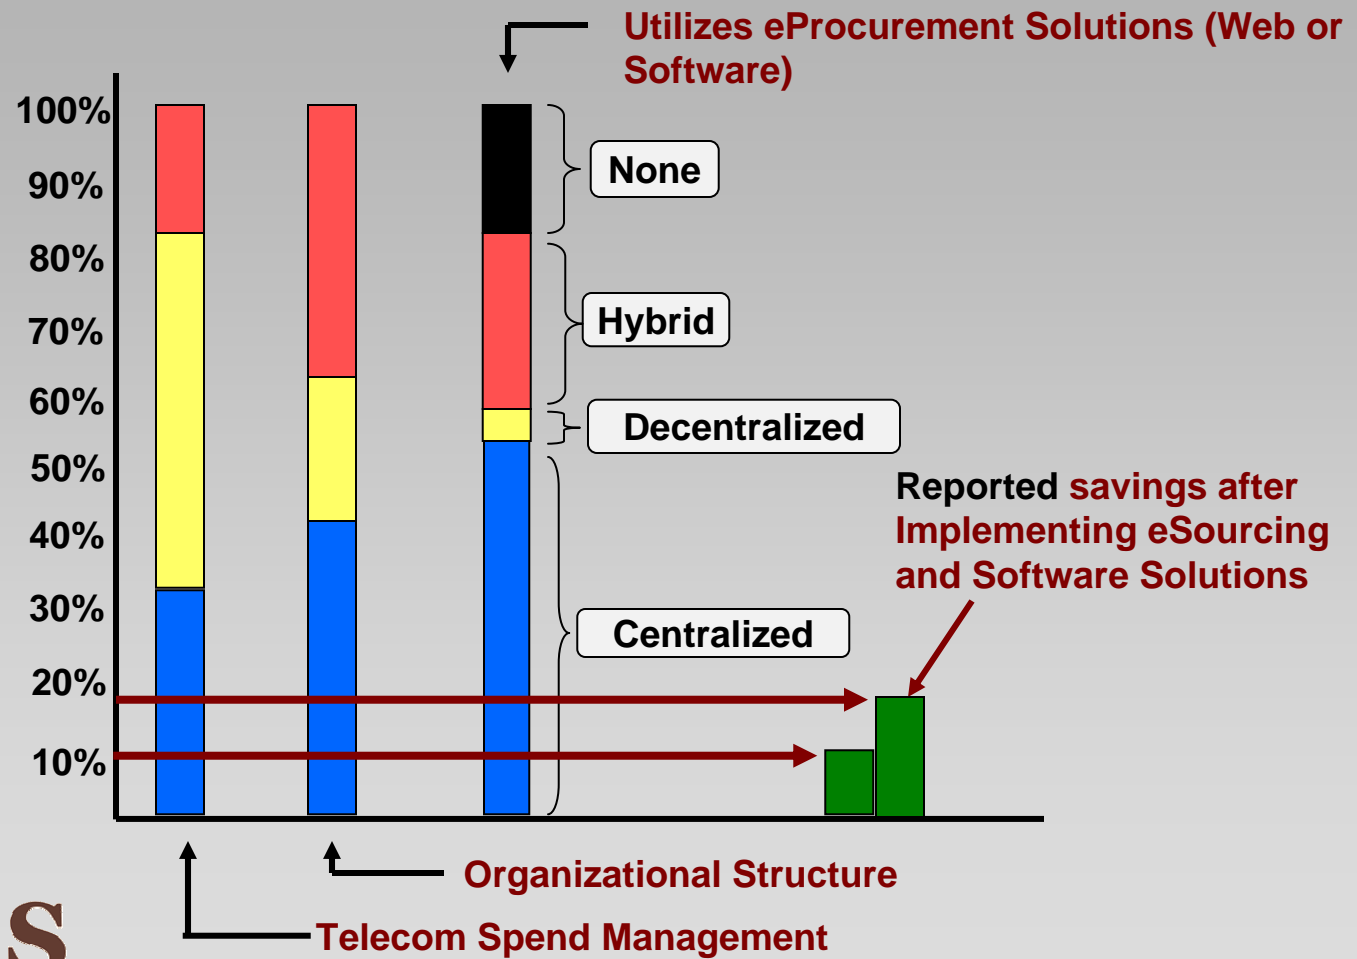 Utilizes eProcurement Solutions (Web or
Software)
100%
90%
80%
70%
60%
50%
40%
30%
20%
10%
None
Hybrid
Decentralized
Centralized
Reported savings after
Implementing eSourcing
and Software Solutions
Organizational Structure
Telecom Spend Management
S